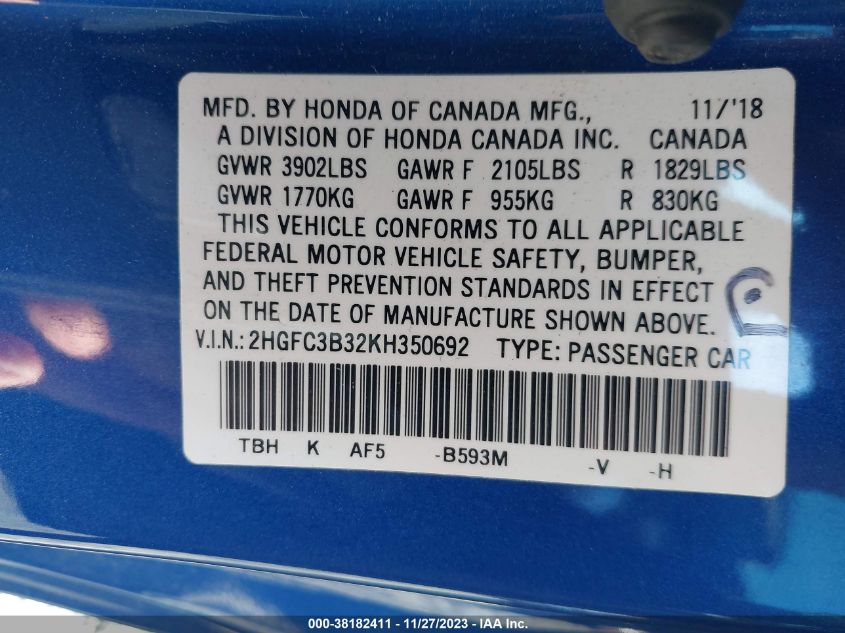 MFD. BY HONDA OF CANADA MFG., 11/'18
A DIVISION OF HONDA CANADA INC. CANADA
GVWR 3902LBS GAWR F 2105LBS R 1829LBS
GVWR 1770KG GAWR F 955KG R 830KG
THIS VEHICLE CONFORMS TO ALL APPLICABLE
FEDERAL MOTOR VEHICLE SAFETY, BUMPER,
AND THEFT PREVENTION STANDARDS IN EFFECT
ON THE DATE OF MANUFACTURE SHOWN ABOVE.
V.I.N.: 2HGFC3B32KH350692 TYPE: PASSENGER CAR
TBH K AF5 -B593M -V -H
000-38182411 - 11/27/2023 - IAA Inc.